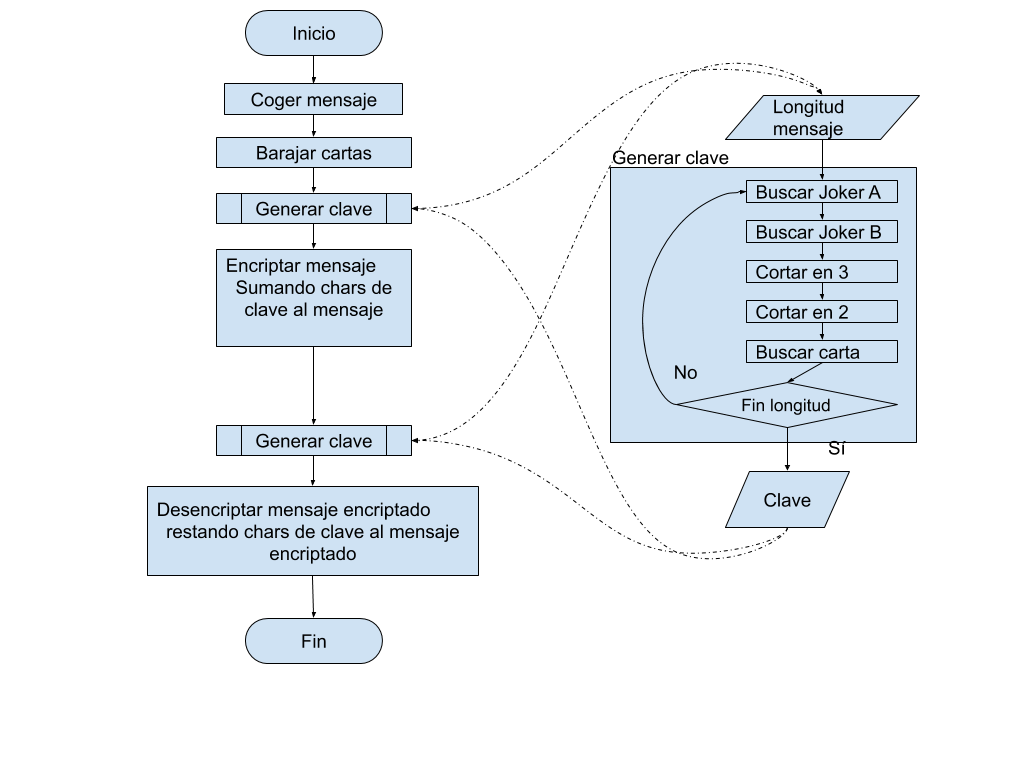 Inicio
Coger mensaje
Barajar cartas
Generar clave
Encriptar mensaje
Sumando chars de
clave al mensaje
Generar clave
Desencriptar mensaje encriptado
restando chars de clave al mensaje
encriptado
Fin
Longitud
mensaje
Generar clave
Buscar Joker A
Buscar Joker B
Cortar en 3
Cortar en 2
Buscar carta
No
Fin longitud
Sí
Clave